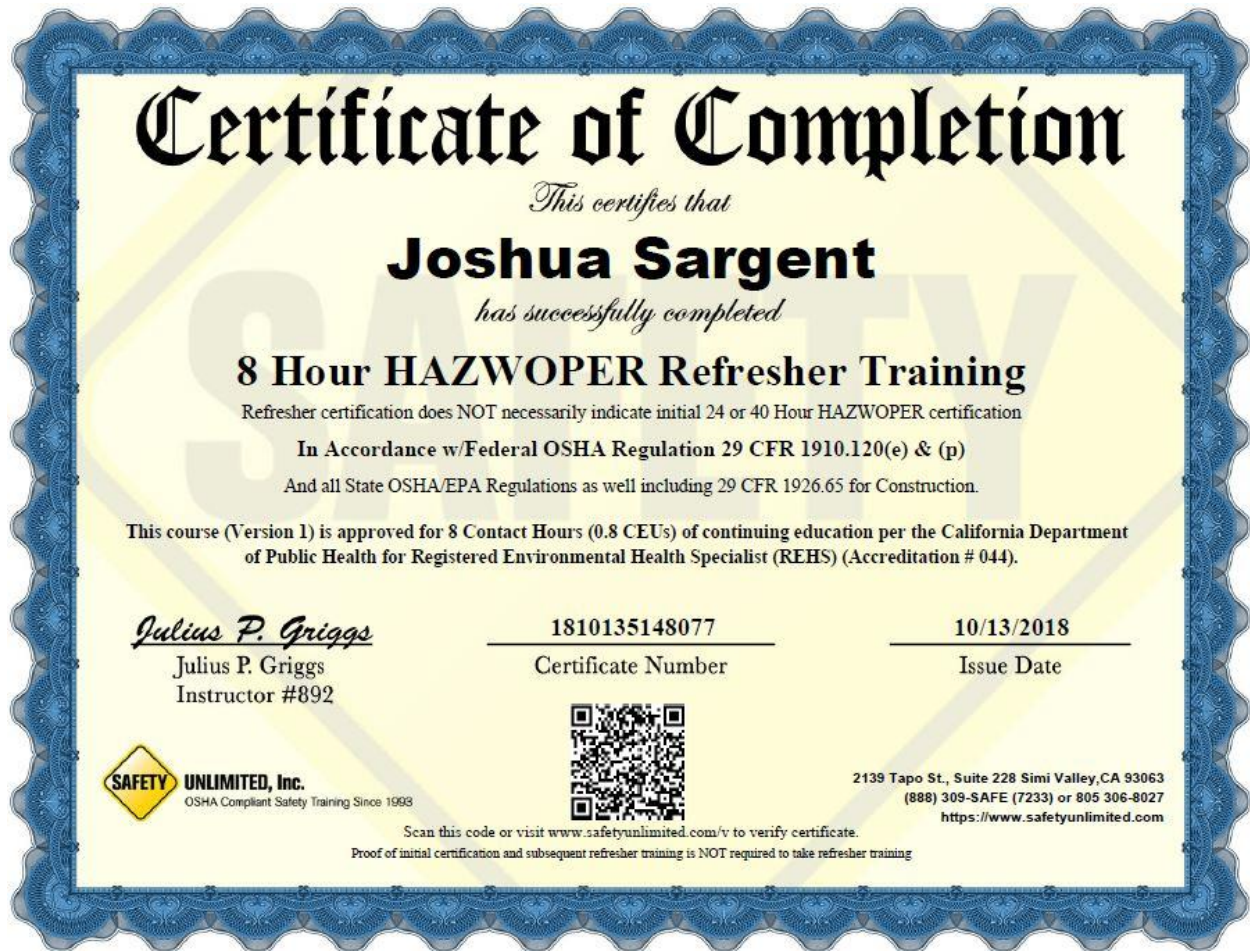 Certificate of Completion
This certifies that
Joshua Sargent
has successfully completed
8 Hour HAZWOPER Refresher Training
Refresher certification does NOT necessarily indicate initial 24 or 40 Hour HAZWOPER certification
In Accordance w/Federal OSHA Regulation 29 CFR 1910.120(e) & (p)
And all State OSHA/EPA Regulations as well including 29 CFR 1926.65 for Construction.
This course (Version 1) is approved for 8 Contact Hours (0.8 CEUs) of continuing education per the California Department
of Public Health for Registered Environmental Health Specialist (REHS) (Accreditation # 044).
Julius P. Griggs
Julius P. Griggs
Instructor #892
1810135148077
Certificate Number
10/13/2018
Issue Date
SAFETY UNLIMITED, Inc.
OSHA Compliant Safety Training Since 1993
2139 Tapo St., Suite 228 Simi Valley,CA 93063
(888) 309-SAFE (7233) or 805 306-8027
https://www.safetyunlimited.com
Scan this code or visit www.safetyunlimited.com/v to verify certificate.
Proof of initial certification and subsequent refresher training is NOT required to take refresher training
SAFETY